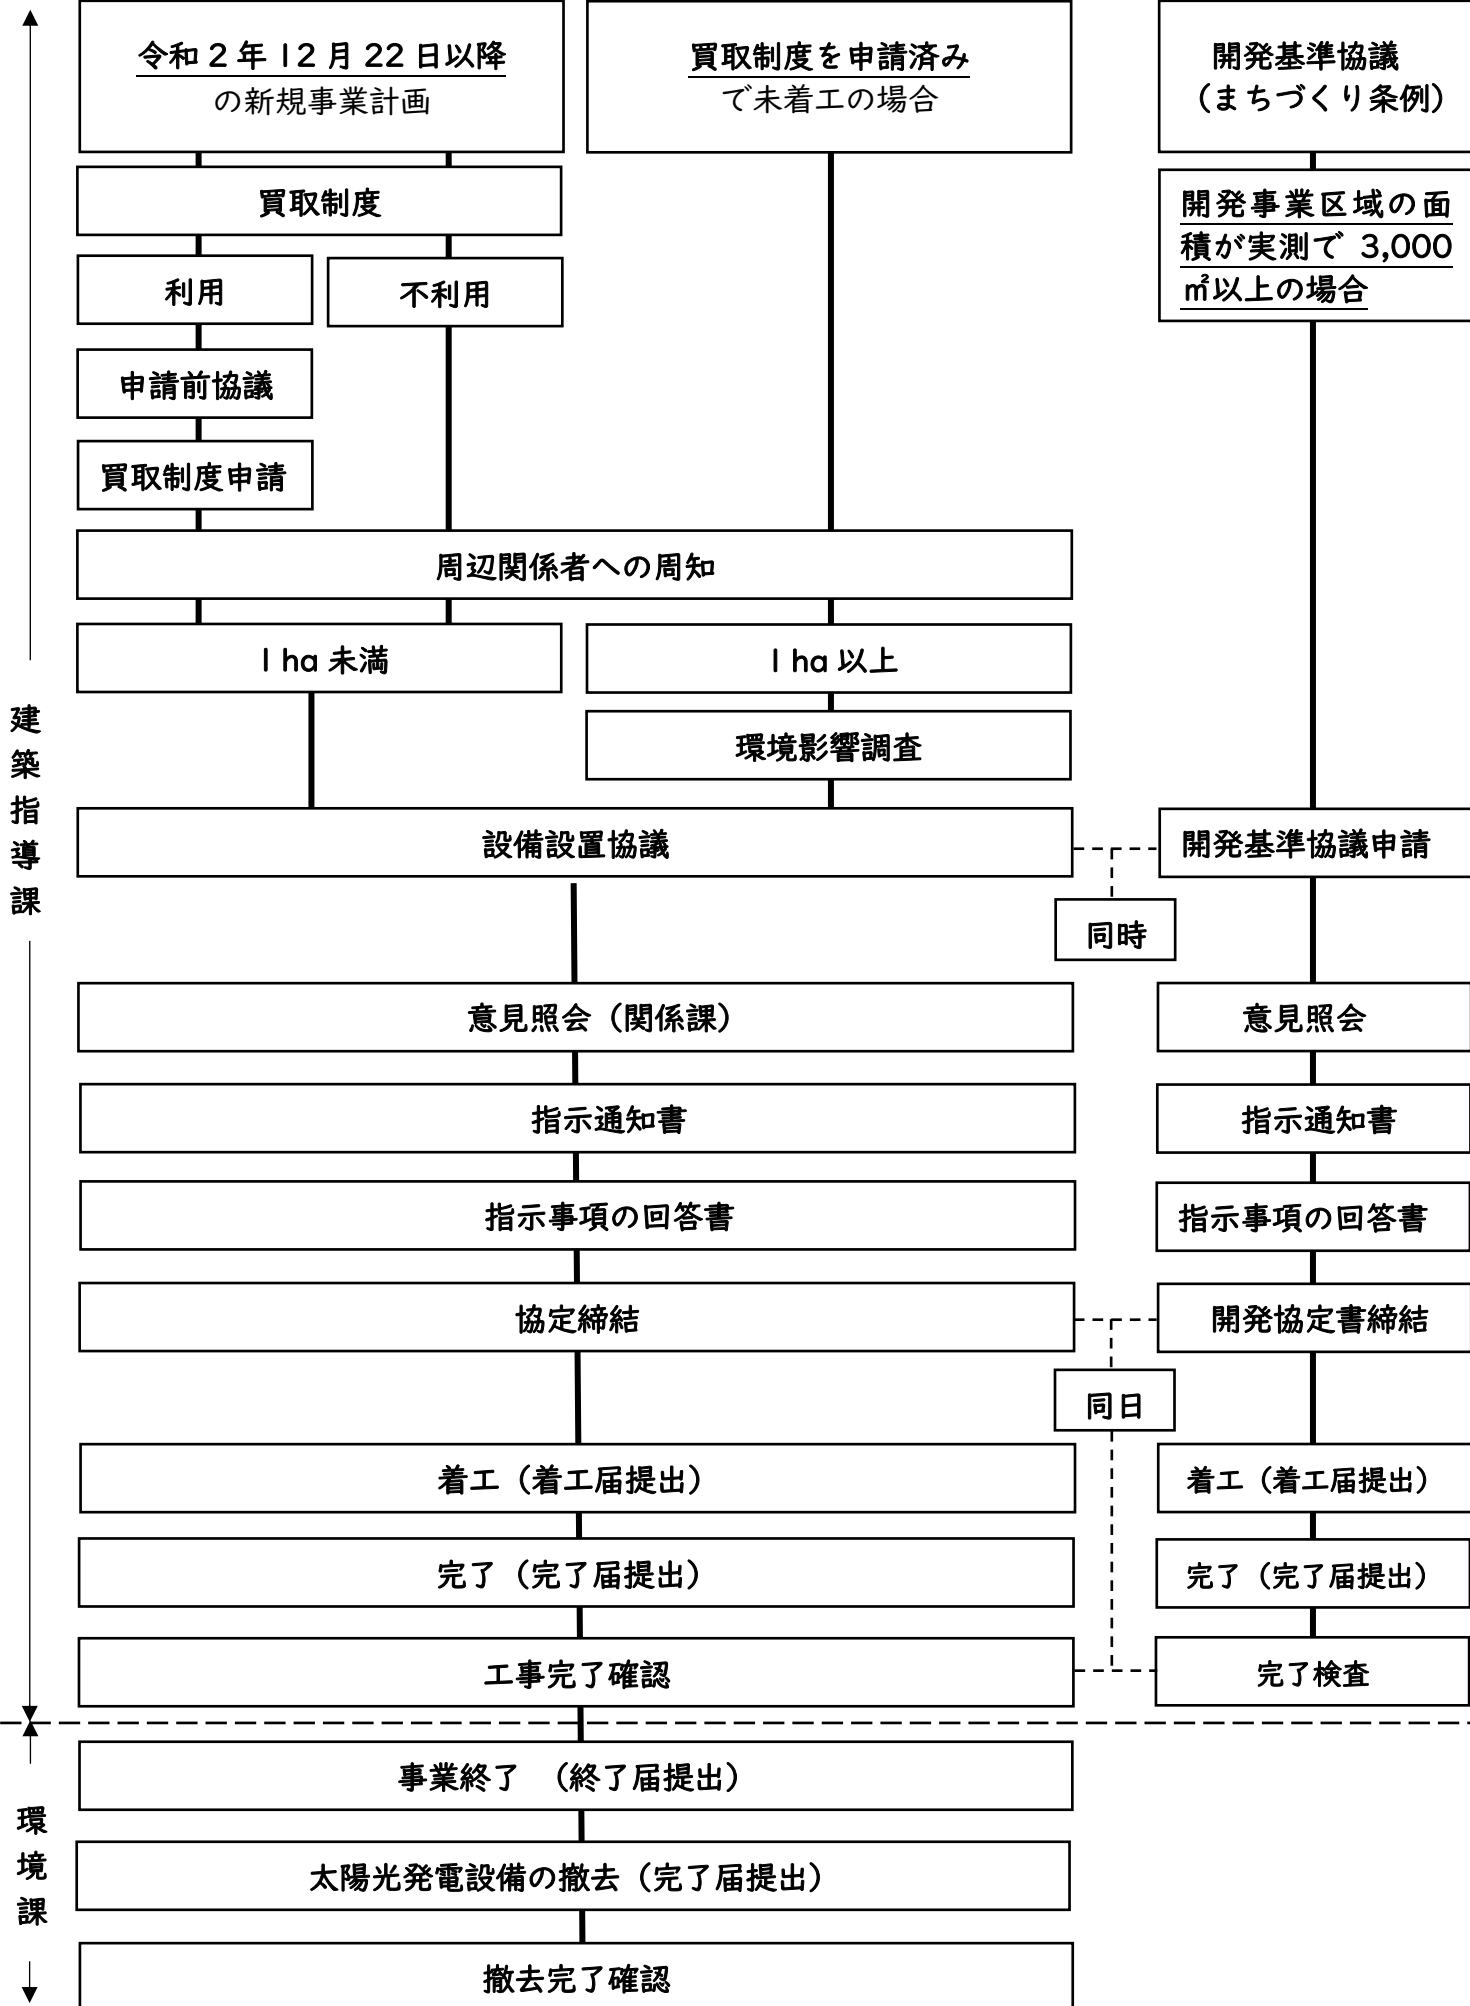 令和２年１２月２２日以降
の新規事業計画
買取制度を申請済み
で未着工の場合
開発基準協議
（まちづくり条例）
買取制度
開発事業区域の面
積が実測で 3,000
㎡以上の場合
利用
不利用
申請前協議
買取制度申請
周辺関係者への周知
１ha 未満
１ha 以上
環境影響調査
建築指導課
設備設置協議
開発基準協議申請
同時
意見照会（関係課）
意見照会
指示通知書
指示通知書
指示事項の回答書
指示事項の回答書
協定締結
開発協定書締結
同日
着工（着工届提出）
着工（着工届提出）
完了（完了届提出）
完了（完了届提出）
工事完了確認
完了検査
事業終了　（終了届提出）
環境課
太陽光発電設備の撤去（完了届提出）
撤去完了確認